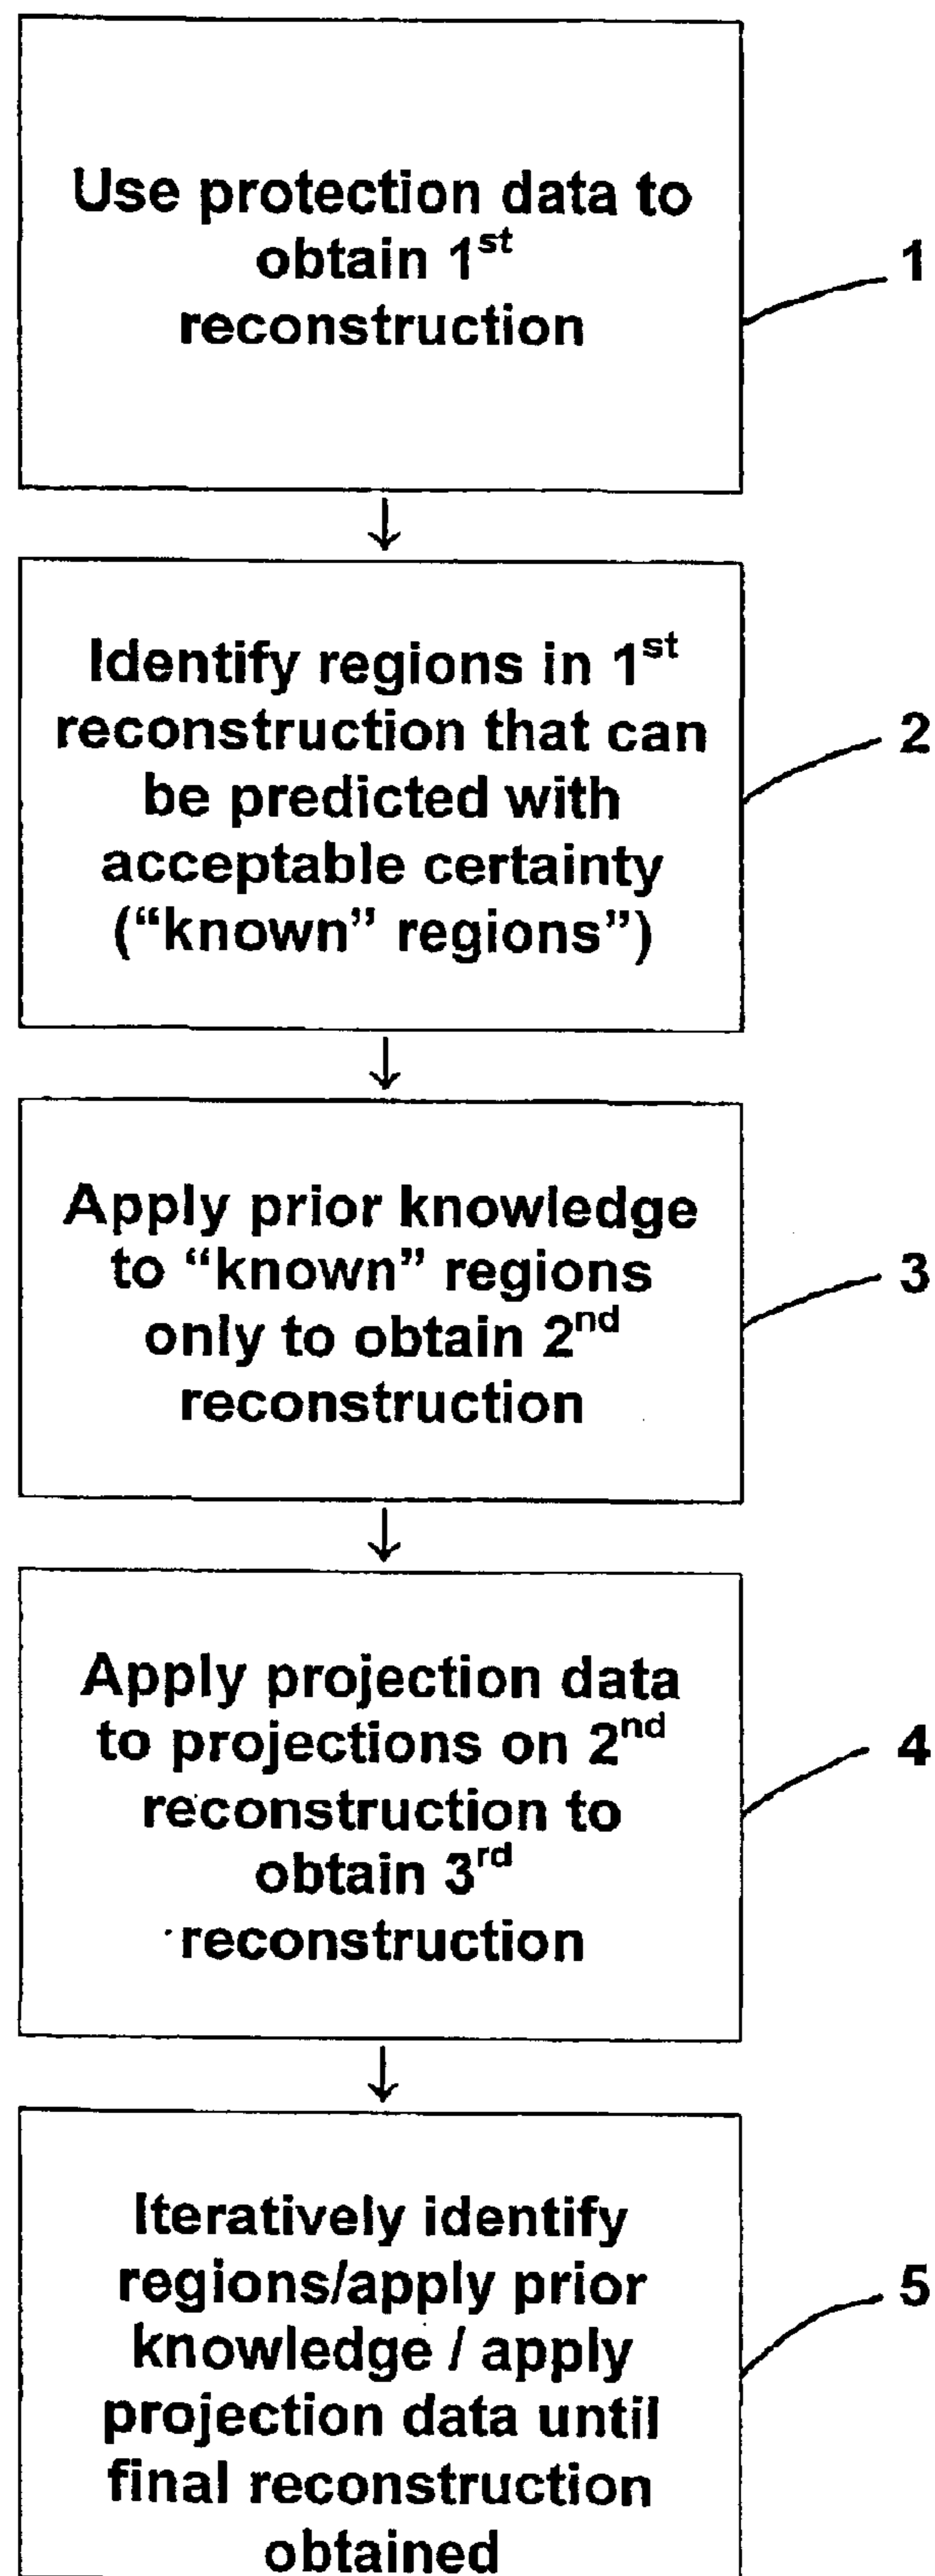 Use protection data to
obtain 1st
reconstruction
1
Identify regions in 1st
reconstruction that can
be predicted with
acceptable certainty
(“known” regions”)
2
Apply prior knowledge
to “known” regions
only to obtain 2nd
reconstruction
3
Apply projection data
to projections on 2nd
reconstruction to
obtain 3rd
reconstruction
4
Iteratively identify
regions/apply prior
knowledge / apply
projection data until
final reconstruction
obtained
5